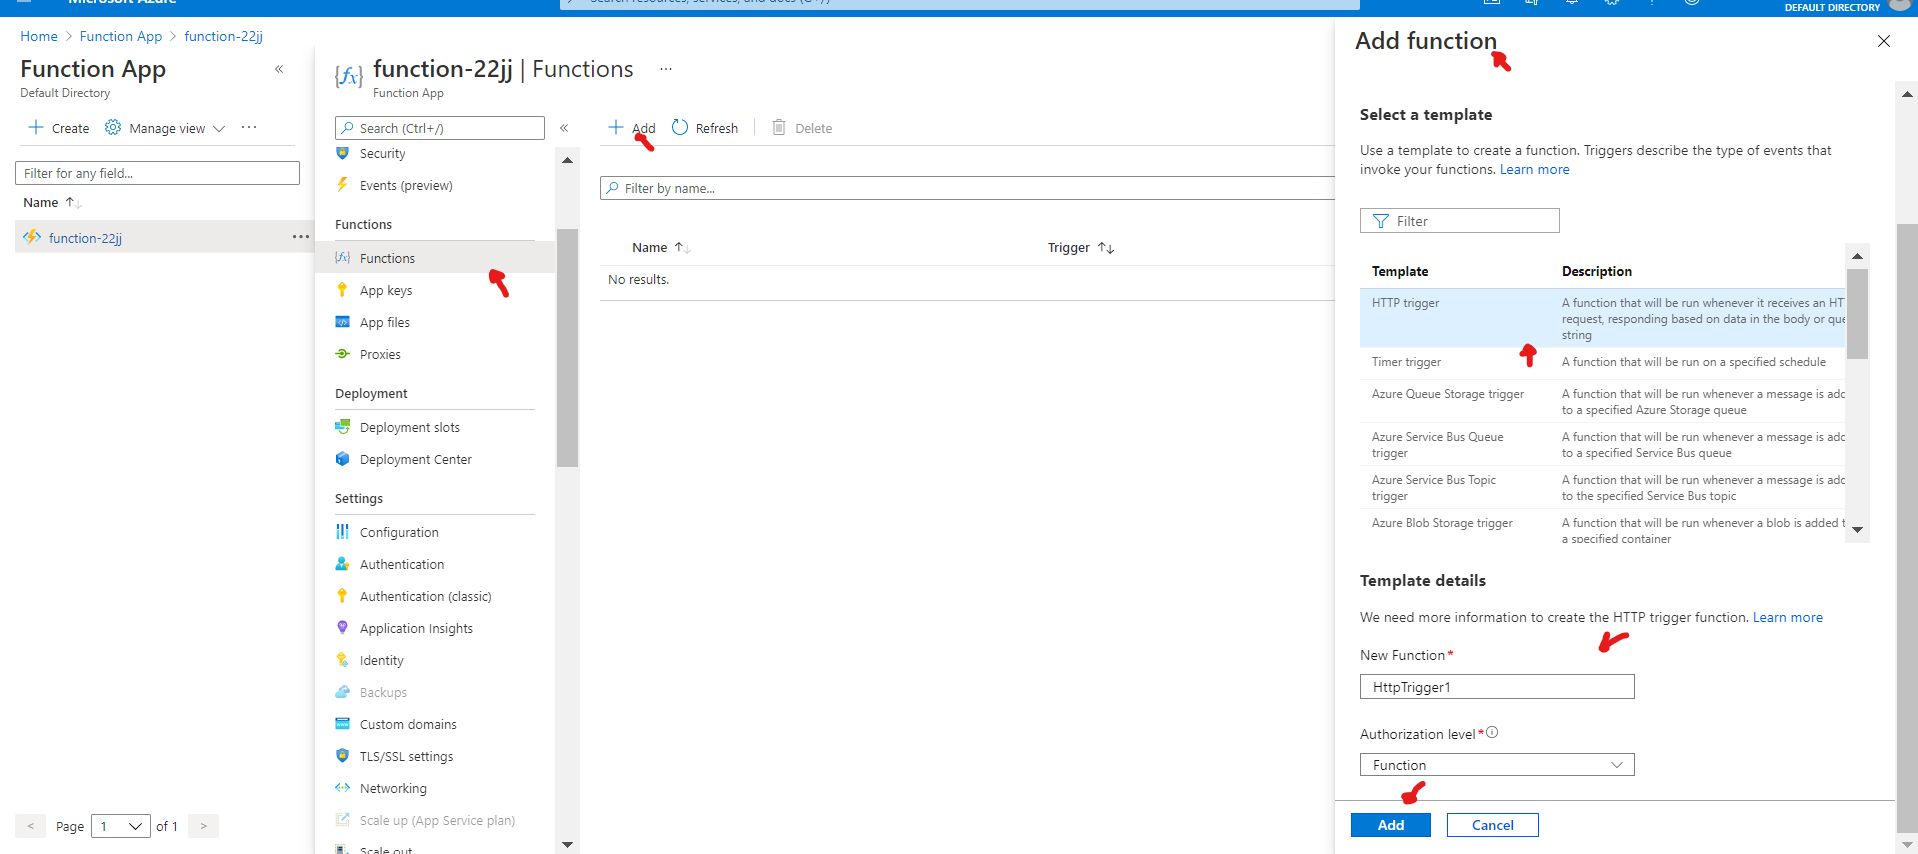 Microsoft Azure
Search resources, services, and docs (G+/)
DEFAULT DIRECTORY
Home > Function App > function-22jj
Function App
Default Directory
Create
Manage view
Filter for any field...
Name
function-22jj
< Page 1 of 1 >
function-22jj | Functions
Function App
Search (Ctrl+/)
Security
Events (preview)
Functions
Functions
App keys
App files
Proxies
Deployment
Deployment slots
Deployment Center
Settings
Configuration
Authentication
Authentication (classic)
Application Insights
Identity
Backups
Custom domains
TLS/SSL settings
Networking
Scale up (App Service plan)
Scale out
Add Refresh Delete
Filter by name...
Name Trigger
No results.
Add function
Select a template
Use a template to create a function. Triggers describe the type of events that
invoke your functions. Learn more
Filter
Template Description
HTTP trigger
A function that will be run whenever it receives an HT
request, responding based on data in the body or que
string
Timer trigger
A function that will be run on a specified schedule
Azure Queue Storage trigger
A function that will be run whenever a message is adc
to a specified Azure Storage queue
Azure Service Bus Queue
trigger
A function that will be run whenever a message is adc
to a specified Service Bus queue
Azure Service Bus Topic
trigger
A function that will be run whenever a message is adc
to the specified Service Bus topic
Azure Blob Storage trigger
A function that will be run whenever a blob is added t
a specified container
Template details
We need more information to create the HTTP trigger function. Learn more
New Function*
HttpTrigger1
Authorization level*
Function
Add Cancel